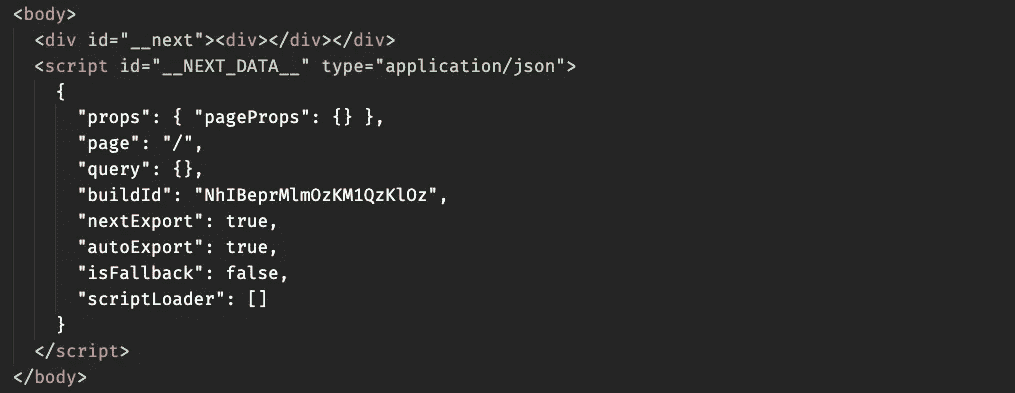 <body>
<div id="__next"><div></div></div>
<script id="__NEXT_DATA__" type="application/json">
{
"props": { "pageProps": {} },
"page": "/",
"query": {},
"buildId": "NhIBeprMlmOzKM1QzKlOz",
"nextExport": true,
"autoExport": true,
"isFallback": false,
"scriptLoader": []
}
</script>
</body>